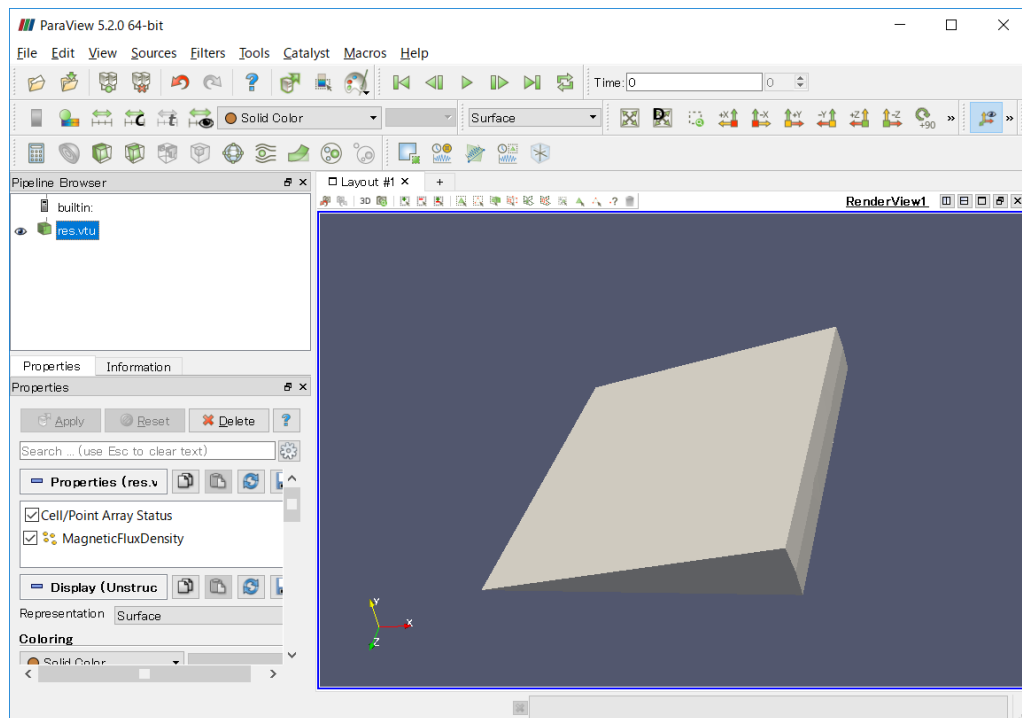 ParaView 5.2.0 64-bit
File Edit View Sources Filters Tools Catalyst Macros Help
Time: 0 0
Solid Color Surface +X -X +Y -Y +Z -Z +90 »  »
Pipeline Browser
Layout #1 +
builtin:
3D RenderView1
res.vtu
Properties Information
Properties
Apply Reset Delete ?
Search ... (use Esc to clear text)
Properties (res.v
Cell/Point Array Status
MagneticFluxDensity
Display (Unstruc
Representation Surface
Coloring
Solid Color
Y
X
Z